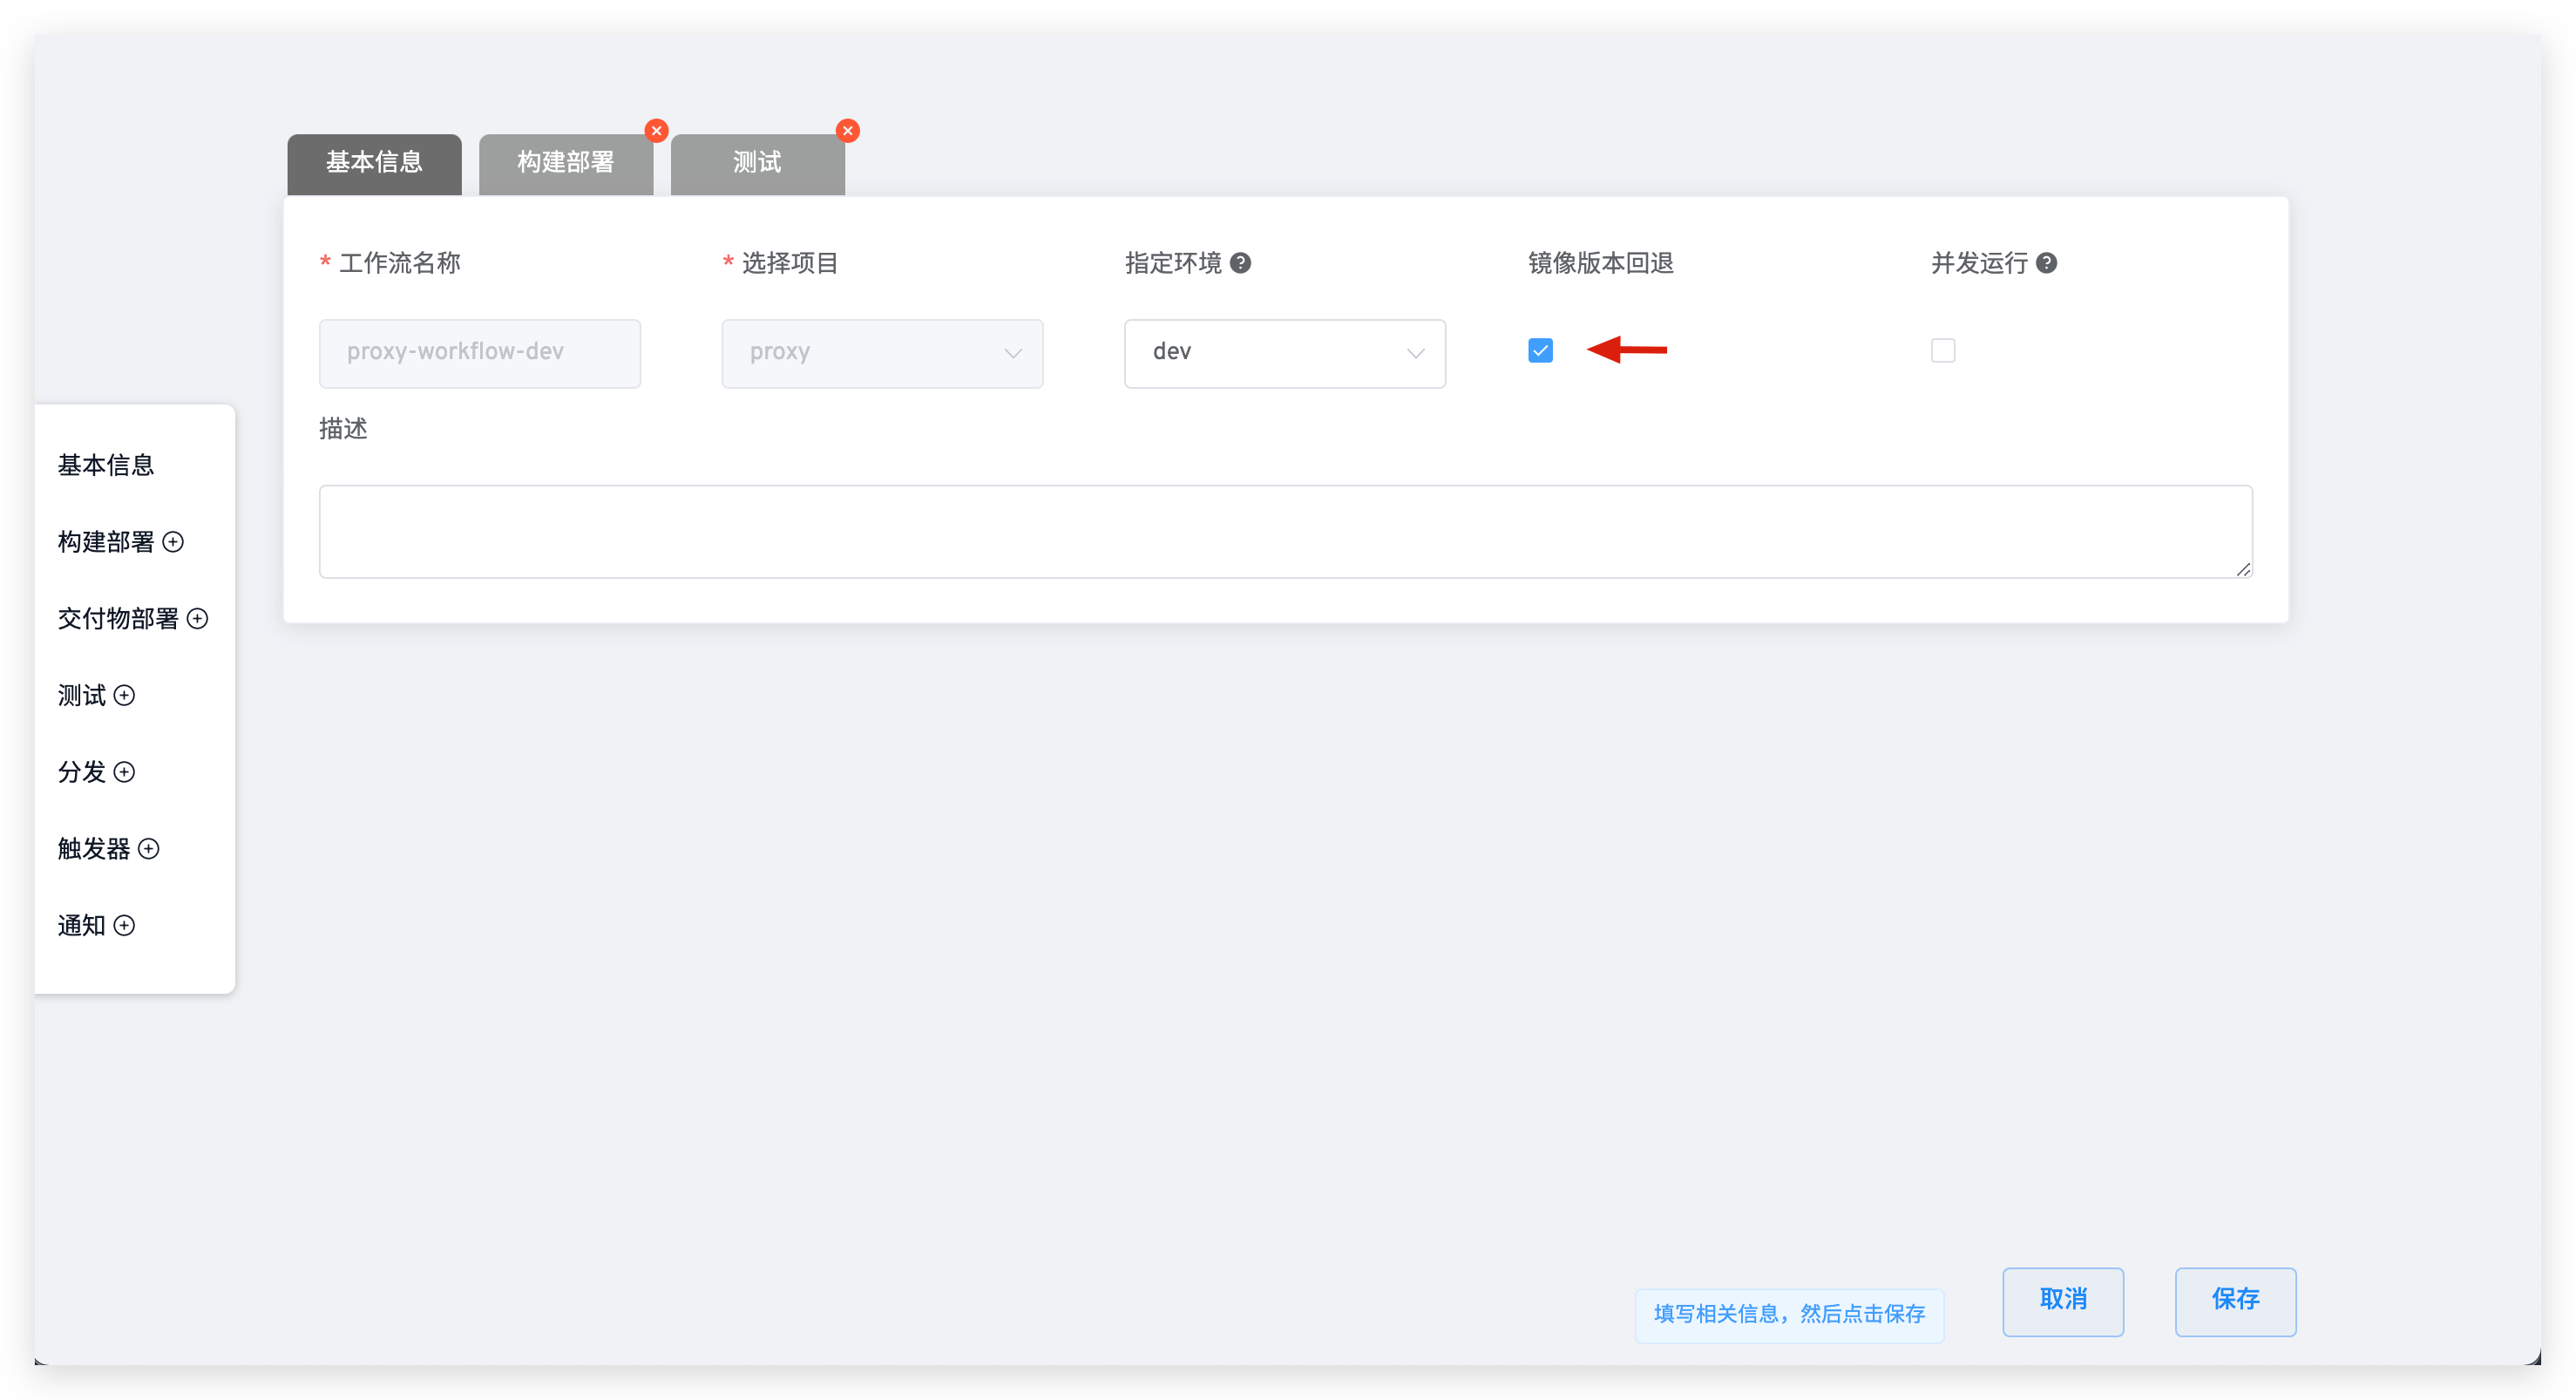 基本信息
构建部署
测试
* 工作流名称
* 选择项目
指定环境
镜像版本回退
并发运行
proxy-workflow-dev
proxy
dev
描述
基本信息
构建部署
交付物部署
测试
分发
触发器
通知
填写相关信息，然后点击保存
取消
保存